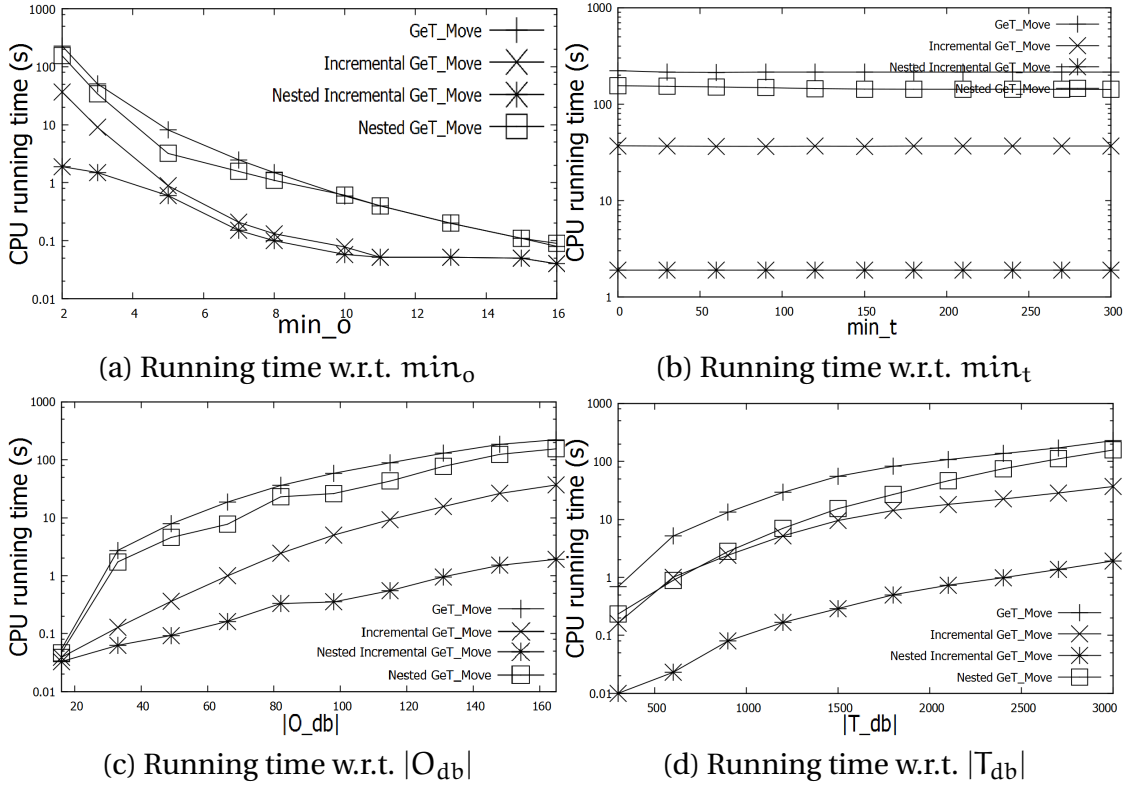 1000
100
10
1
0.1
0.01
CPU running time (s)
GeT_Move
Incremental GeT_Move
Nested Incremental GeT_Move
Nested GeT_Move
2 4 6 8 10 12 14 16
min_o
(a) Running time w.r.t. min_o
1000
100
10
1
CPU running time (s)
GeT_Move
Incremental GeT_Move
Nested Incremental GeT_Move
Nested GeT_Move
0 50 100 150 200 250 300
min_t
(b) Running time w.r.t. min_t
1000
100
10
1
0.1
0.01
CPU running time (s)
GeT_Move
Incremental GeT_Move
Nested Incremental GeT_Move
Nested GeT_Move
20 40 60 80 100 120 140 160
|O_db|
(c) Running time w.r.t. |O_db|
1000
100
10
1
0.1
0.01
CPU running time (s)
GeT_Move
Incremental GeT_Move
Nested Incremental GeT_Move
Nested GeT_Move
500 1000 1500 2000 2500 3000
|T_db|
(d) Running time w.r.t. |T_db|